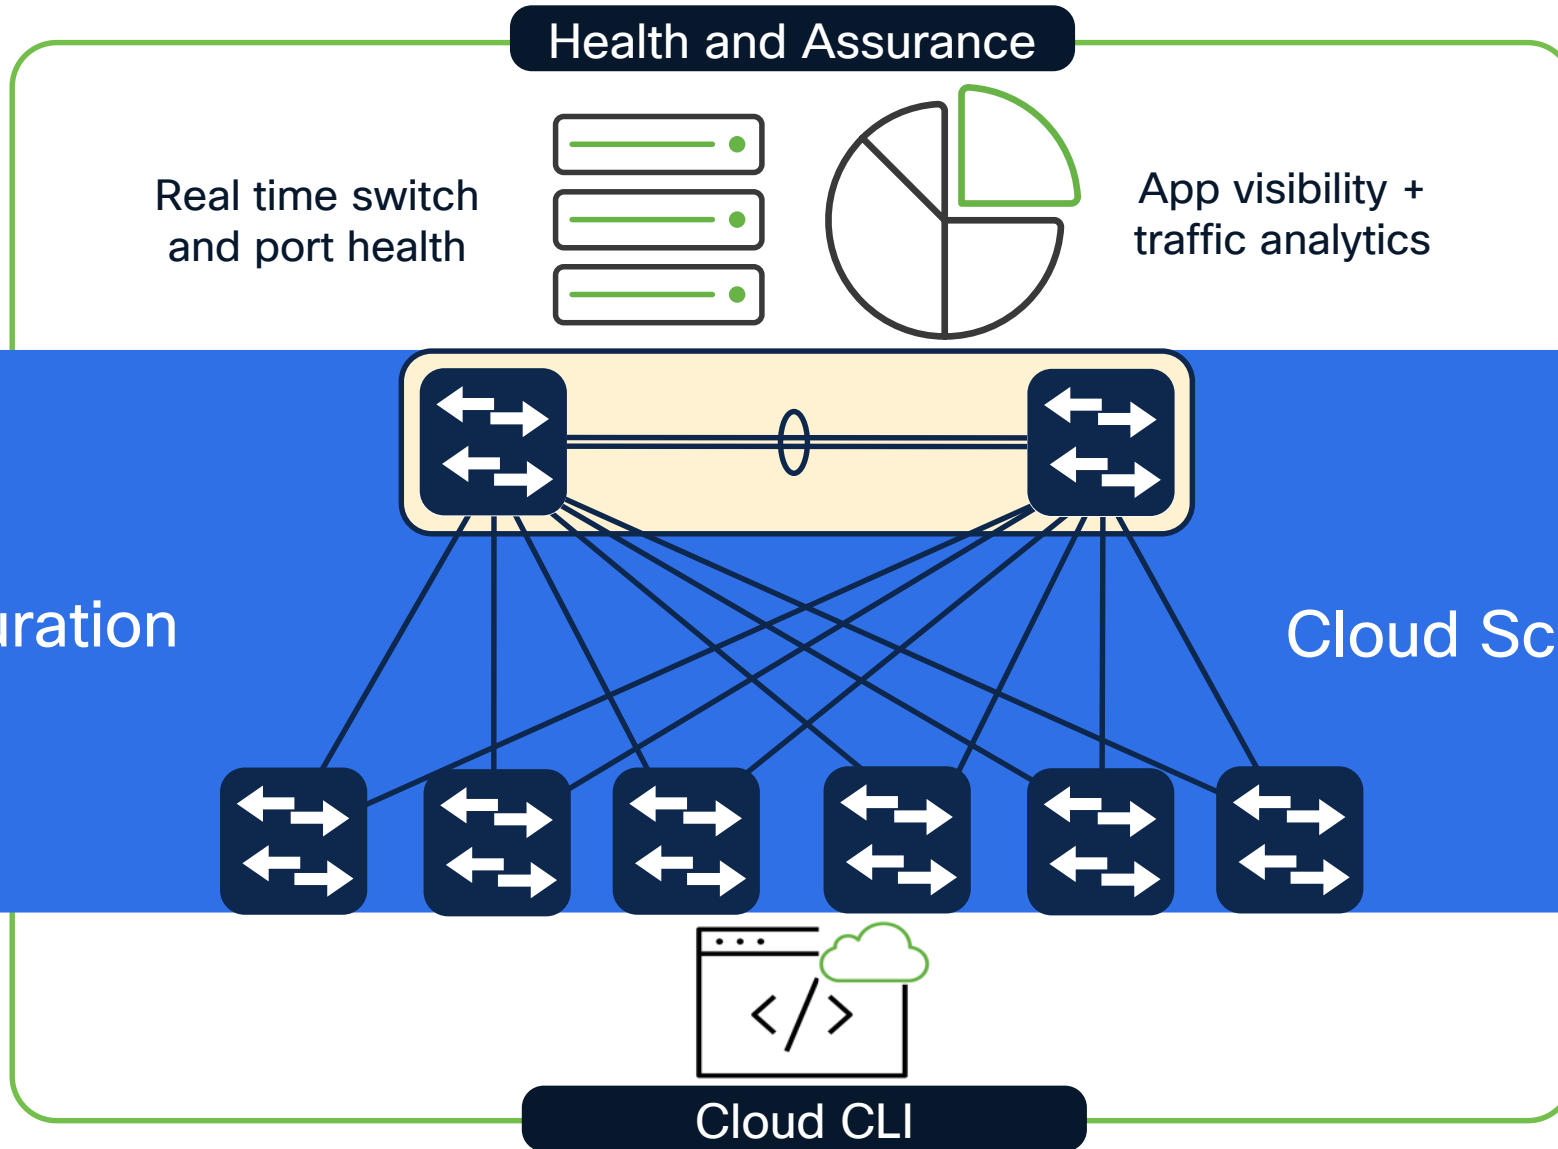 Health and Assurance
Real time switch
and port health
App visibility +
traffic analytics
uration
Cloud Sc
</>
Cloud CLI